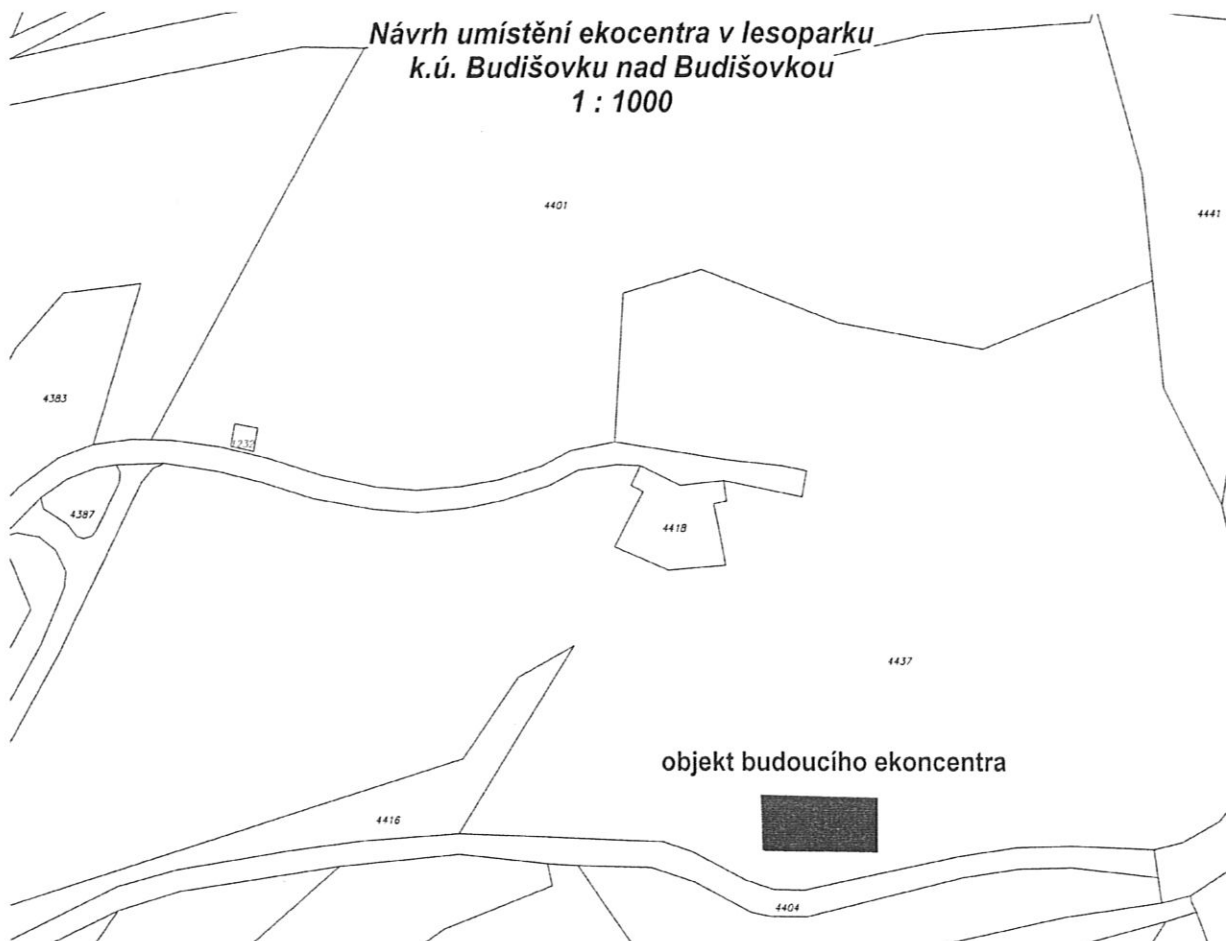 Návrh umístění ekocentra v lesoparku
k.ú. Budišovku nad Budišovkou
1 : 1000
4401
4441
4383
1232
4387
4418
4437
objekt budoucího ekoncentra
4416
4404